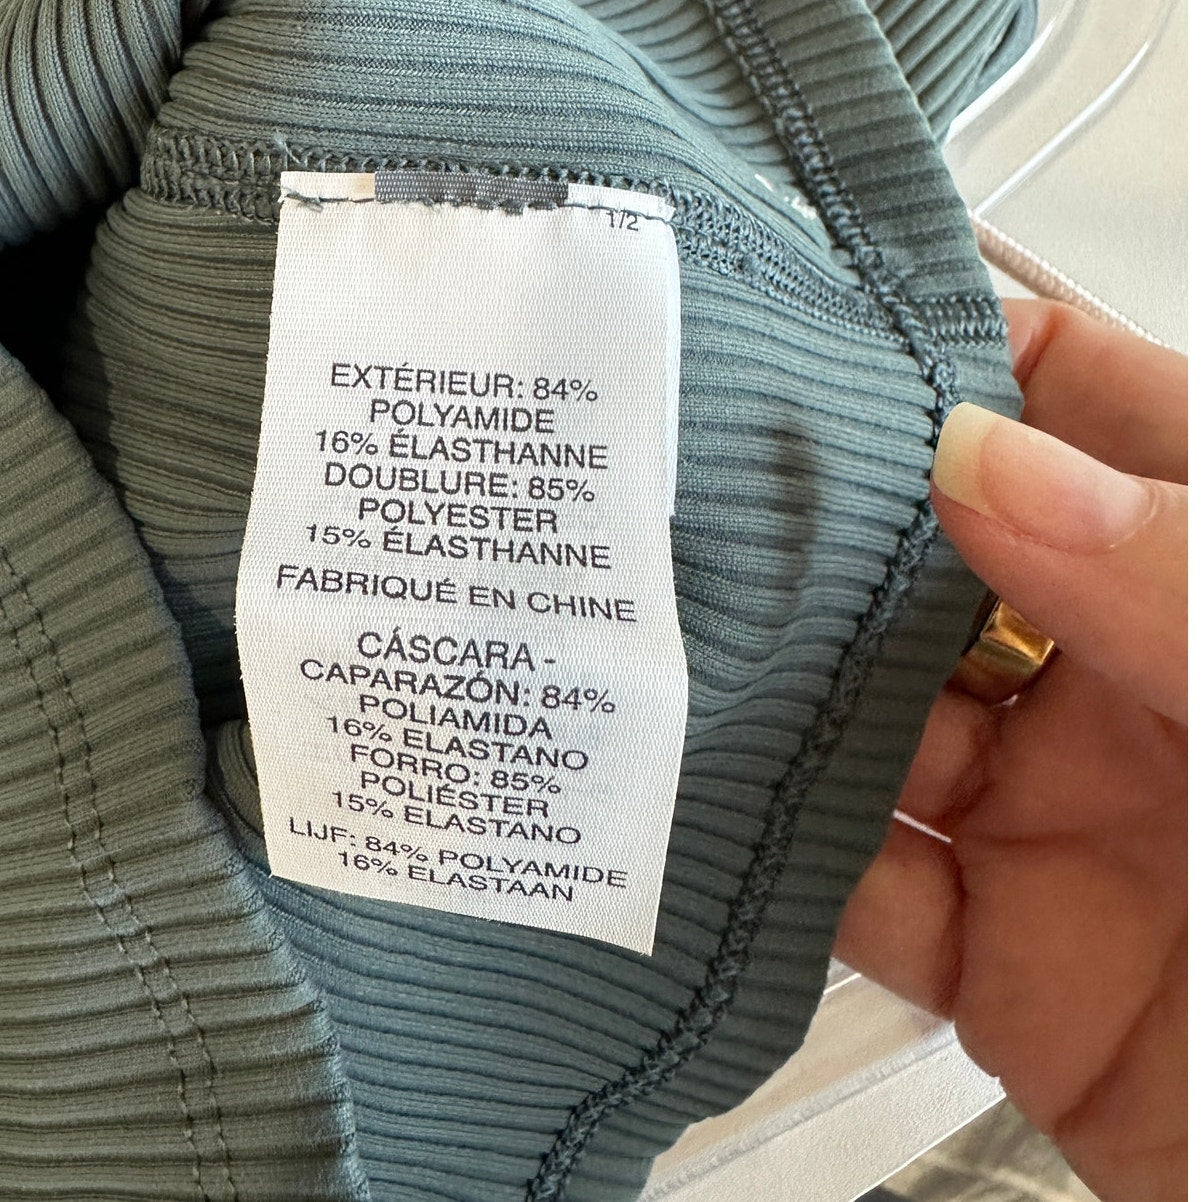 1/2
EXTÉRIEUR: 84%
POLYAMIDE
16% ÉLASTHANNE
DOUBLURE: 85%
POLYESTER
15% ÉLASTHANNE
FABRIQUÉ EN CHINE
CÁSCARA -
CAPARAZÓN: 84%
POLIAMIDA
16% ELASTANO
FORRO: 85%
POLIÉSTER
15% ELASTANO
LIJF: 84% POLYAMIDE
16% ELASTAAN